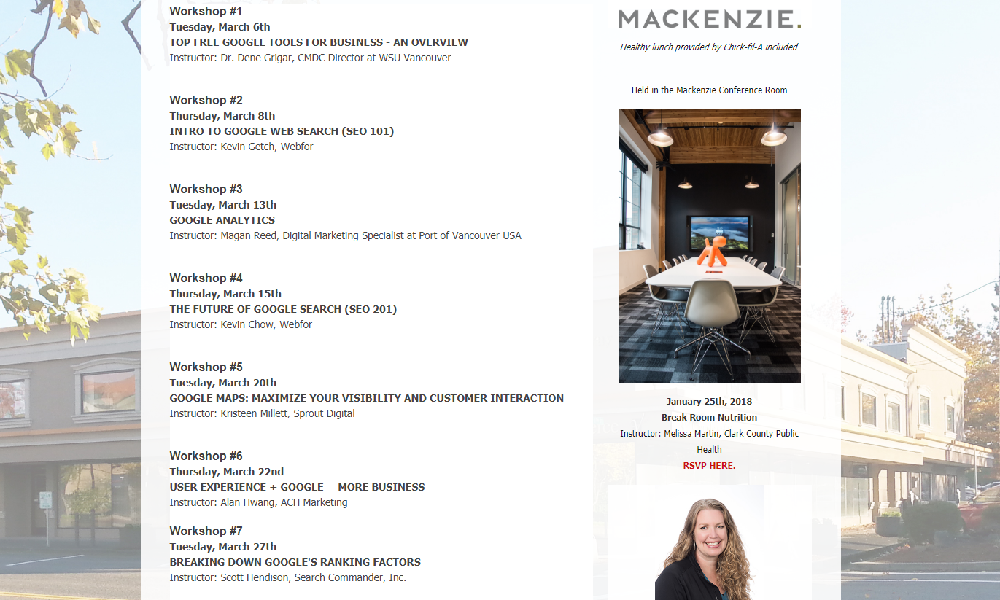 Workshop #1
Tuesday, March 6th
TOP FREE GOOGLE TOOLS FOR BUSINESS - AN OVERVIEW
Instructor: Dr. Dene Grigar, CMDC Director at WSU Vancouver
Workshop #2
Thursday, March 8th
INTRO TO GOOGLE WEB SEARCH (SEO 101)
Instructor: Kevin Getch, Webfor
Workshop #3
Tuesday, March 13th
GOOGLE ANALYTICS
Instructor: Magan Reed, Digital Marketing Specialist at Port of Vancouver USA
Workshop #4
Thursday, March 15th
THE FUTURE OF GOOGLE SEARCH (SEO 201)
Instructor: Kevin Chow, Webfor
Workshop #5
Tuesday, March 20th
GOOGLE MAPS: MAXIMIZE YOUR VISIBILITY AND CUSTOMER INTERACTION
Instructor: Kristeen Millett, Sprout Digital
Workshop #6
Thursday, March 22nd
USER EXPERIENCE + GOOGLE = MORE BUSINESS
Instructor: Alan Hwang, ACH Marketing
Workshop #7
Tuesday, March 27th
BREAKING DOWN GOOGLE'S RANKING FACTORS
Instructor: Scott Hendison, Search Commander, Inc.
MACKENZIE.
Healthy lunch provided by Chick-fil-A included
Held in the Mackenzie Conference Room
January 25th, 2018
Break Room Nutrition
Instructor: Melissa Martin, Clark County Public
Health
RSVP HERE.